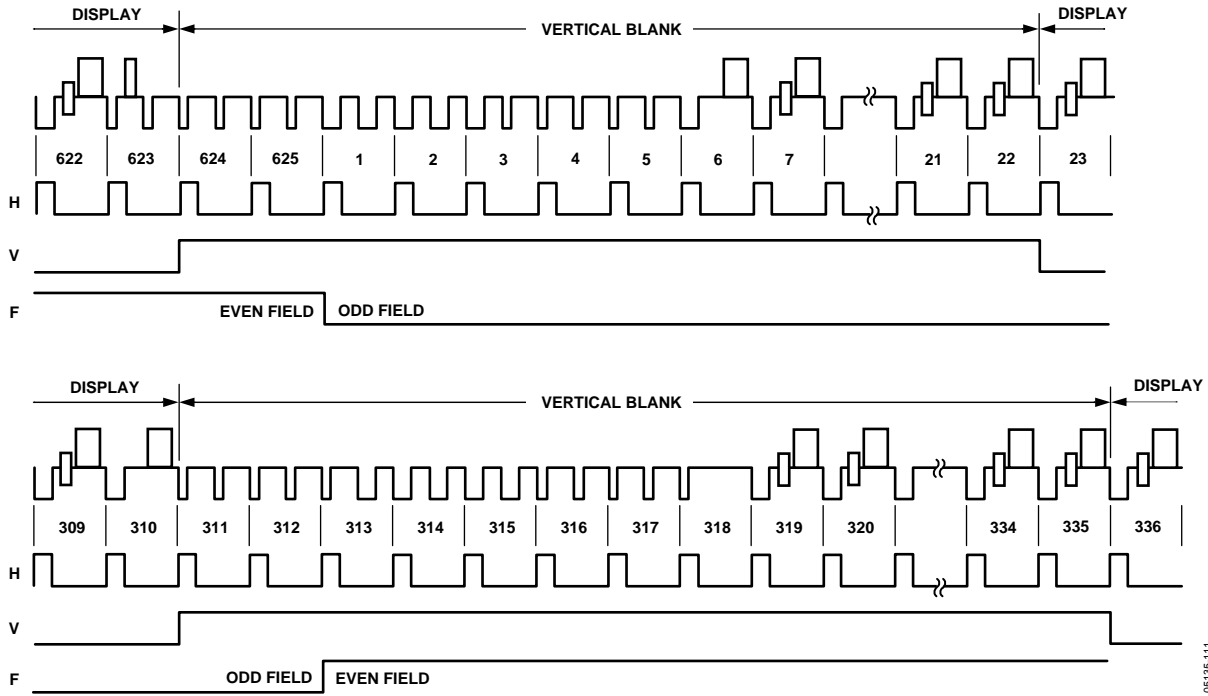 DISPLAY VERTICAL BLANK DISPLAY
622 623 624 625 1 2 3 4 5 6 7 21 22 23
H
V
F EVEN FIELD ODD FIELD
DISPLAY VERTICAL BLANK DISPLAY
309 310 311 312 313 314 315 316 317 318 319 320 334 335 336
H
V
F ODD FIELD EVEN FIELD
05135-111